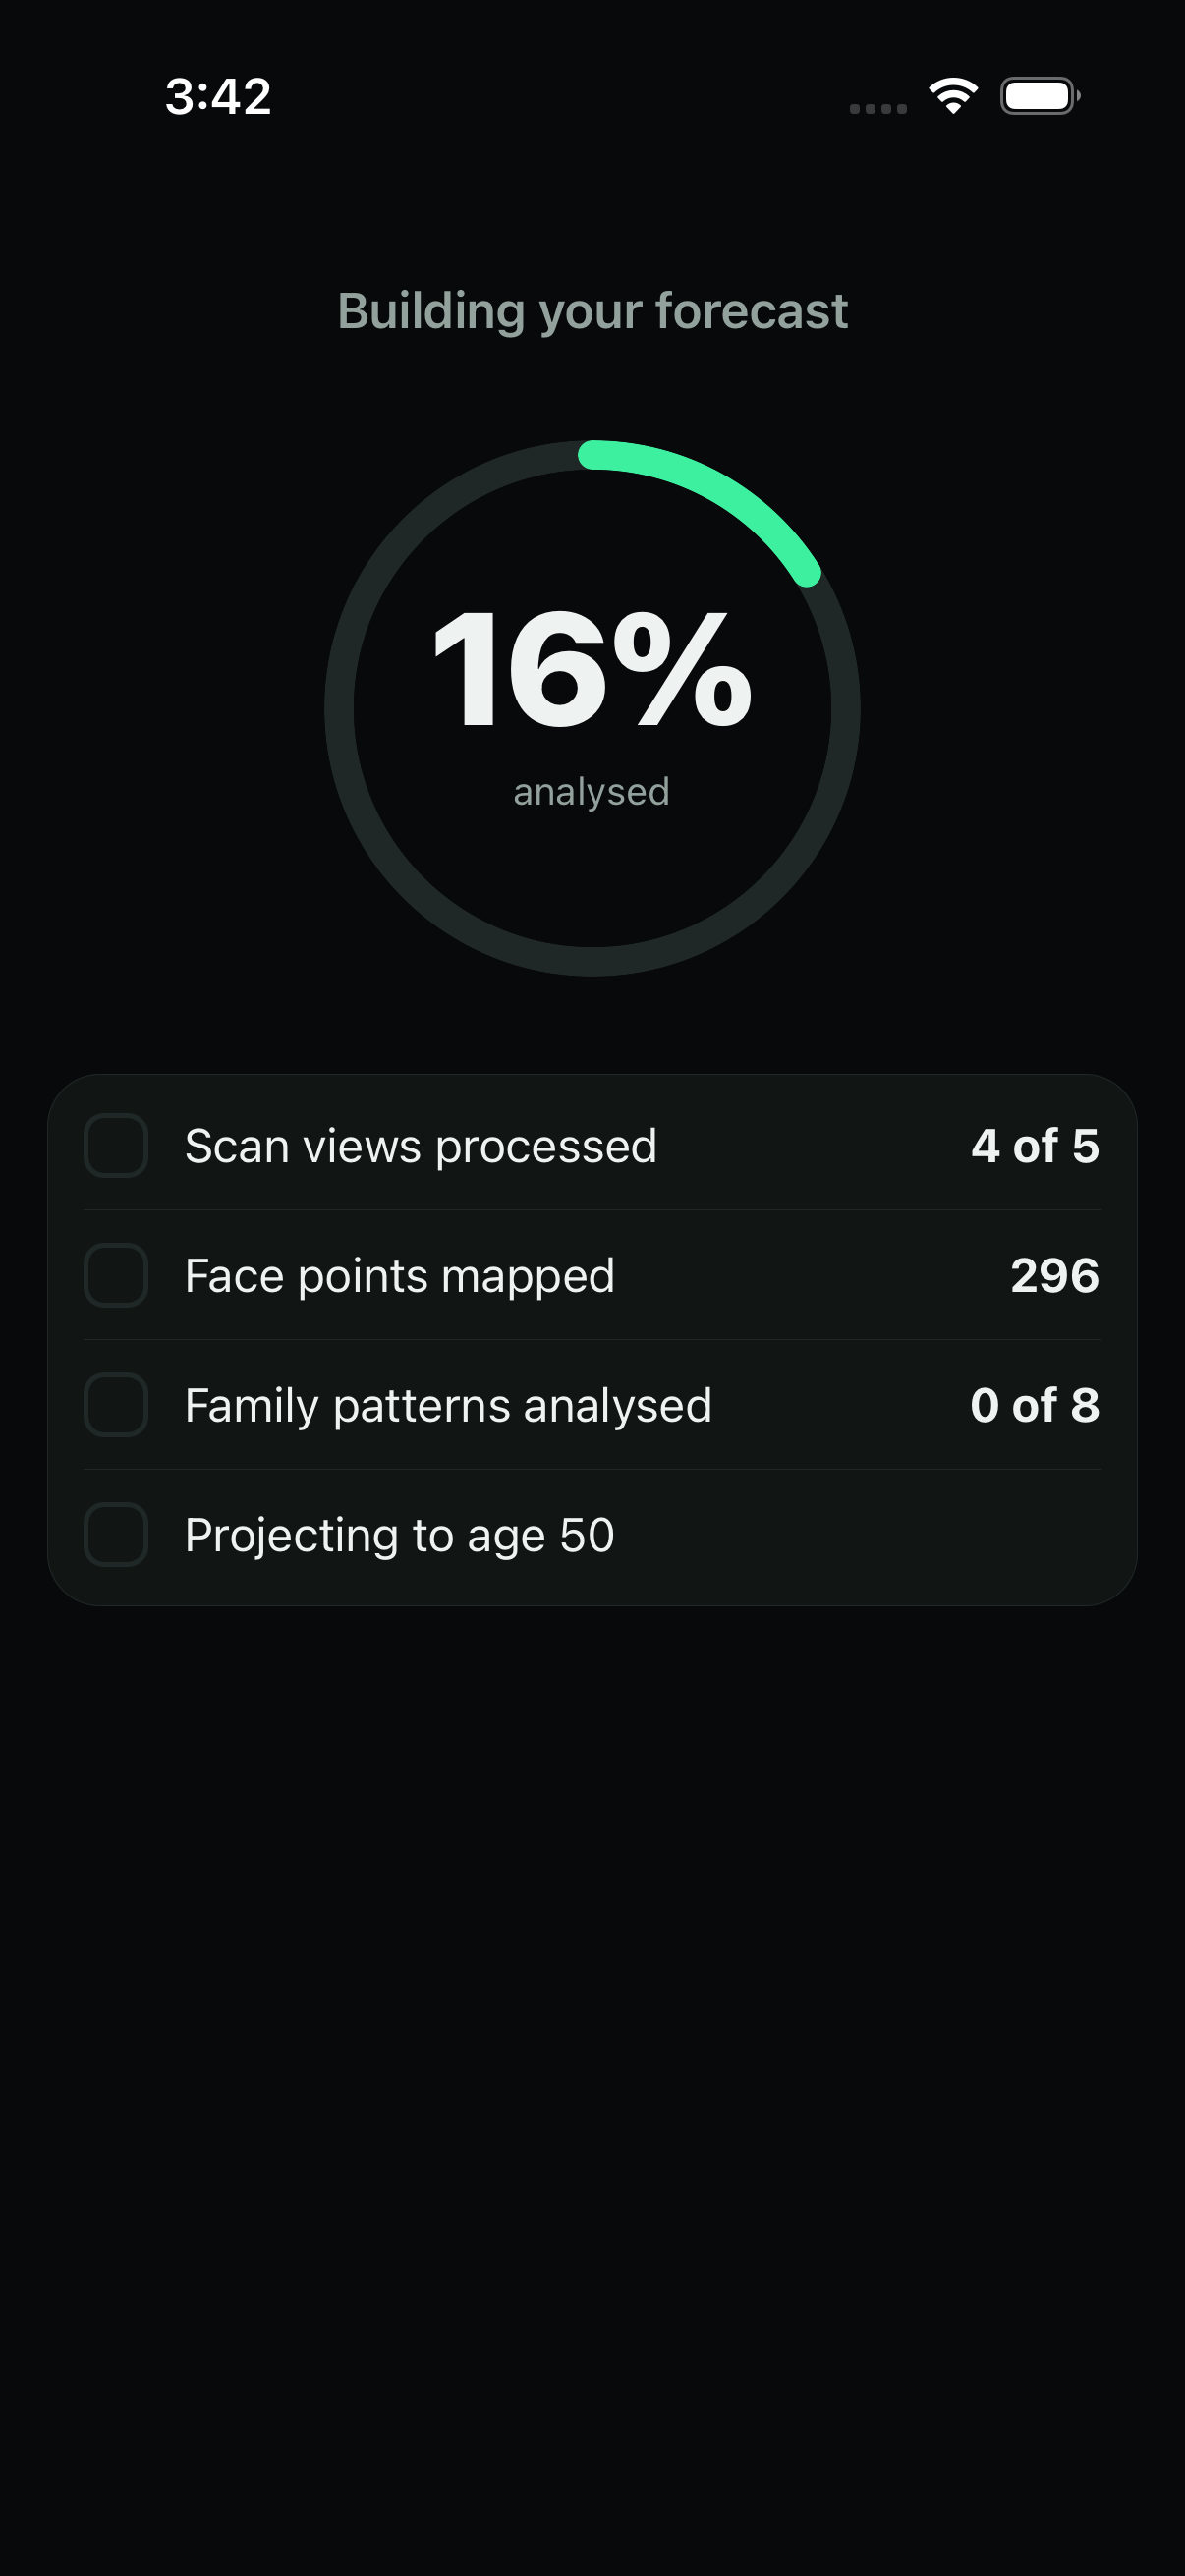 3:42
Building your forecast
16%
analysed
Scan views processed 4 of 5
Face points mapped 296
Family patterns analysed 0 of 8
Projecting to age 50